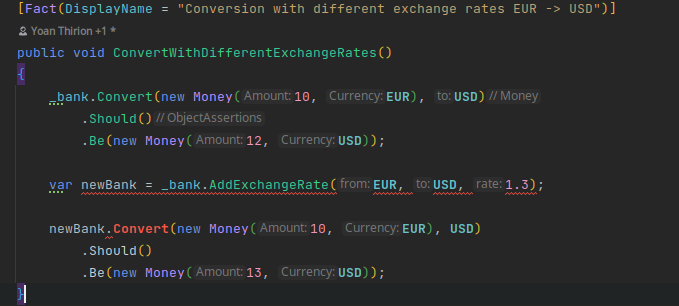 [Fact(DisplayName = "Conversion with different exchange rates EUR -> USD")]
Yoan Thirion +1 *
public void ConvertWithDifferentExchangeRates()
{
_bank.Convert(new Money(Amount: 10, Currency: EUR), to: USD) // Money
.Should() // ObjectAssertions
.Be(new Money(Amount: 12, Currency: USD));
var newBank = _bank.AddExchangeRate(from: EUR, to: USD, rate: 1.3);
newBank.Convert(new Money(Amount: 10, Currency: EUR), USD)
.Should()
.Be(new Money(Amount: 13, Currency: USD));
}